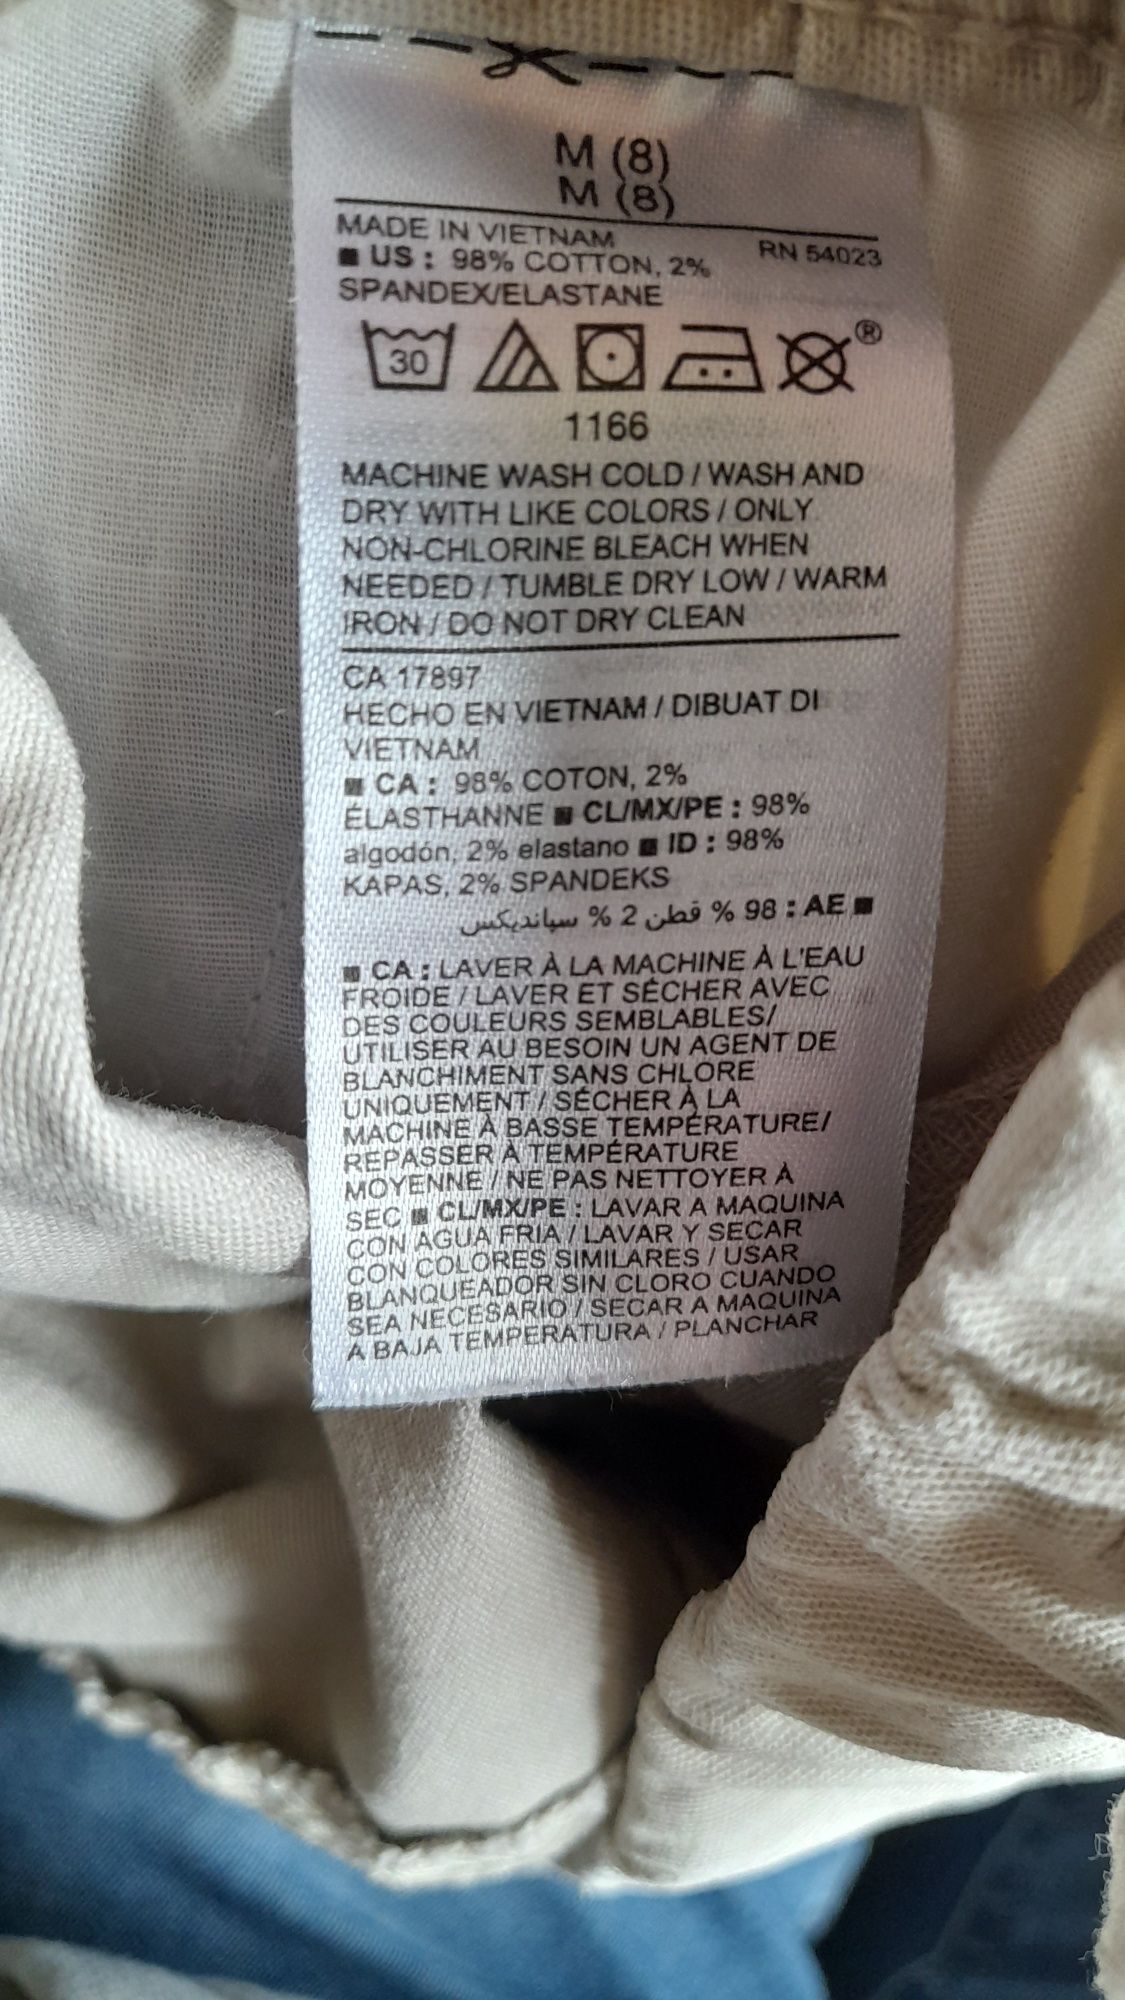 M (8)
M (8)
MADE IN VIETNAM RN 54023
■ US : 98% COTTON, 2%
SPANDEX/ELASTANE
30
®
1166
MACHINE WASH COLD / WASH AND
DRY WITH LIKE COLORS / ONLY
NON-CHLORINE BLEACH WHEN
NEEDED / TUMBLE DRY LOW / WARM
IRON / DO NOT DRY CLEAN
CA 17897
HECHO EN VIETNAM / DIBUAT DI
VIETNAM
■ CA : 98% COTON, 2%
ÉLASTHANNE ■ CL/MX/PE : 98%
algodón, 2% elastano ■ ID : 98%
KAPAS, 2% SPANDEKS
■ AE : 98 % قطن 2 % سباندیکس
■ CA : LAVER À LA MACHINE À L'EAU
FROIDE / LAVER ET SÉCHER AVEC
DES COULEURS SEMBLABLES/
UTILISER AU BESOIN UN AGENT DE
BLANCHIMENT SANS CHLORE
UNIQUEMENT / SÉCHER À LA
MACHINE À BASSE TEMPÉRATURE/
REPASSER À TEMPÉRATURE
MOYENNE / NE PAS NETTOYER À
SEC ■ CL/MX/PE : LAVAR A MAQUINA
CON AGUA FRIA / LAVAR Y SECAR
CON COLORES SIMILARES / USAR
BLANQUEADOR SIN CLORO CUANDO
SEA NECESARIO / SECAR A MAQUINA
A BAJA TEMPERATURA / PLANCHAR